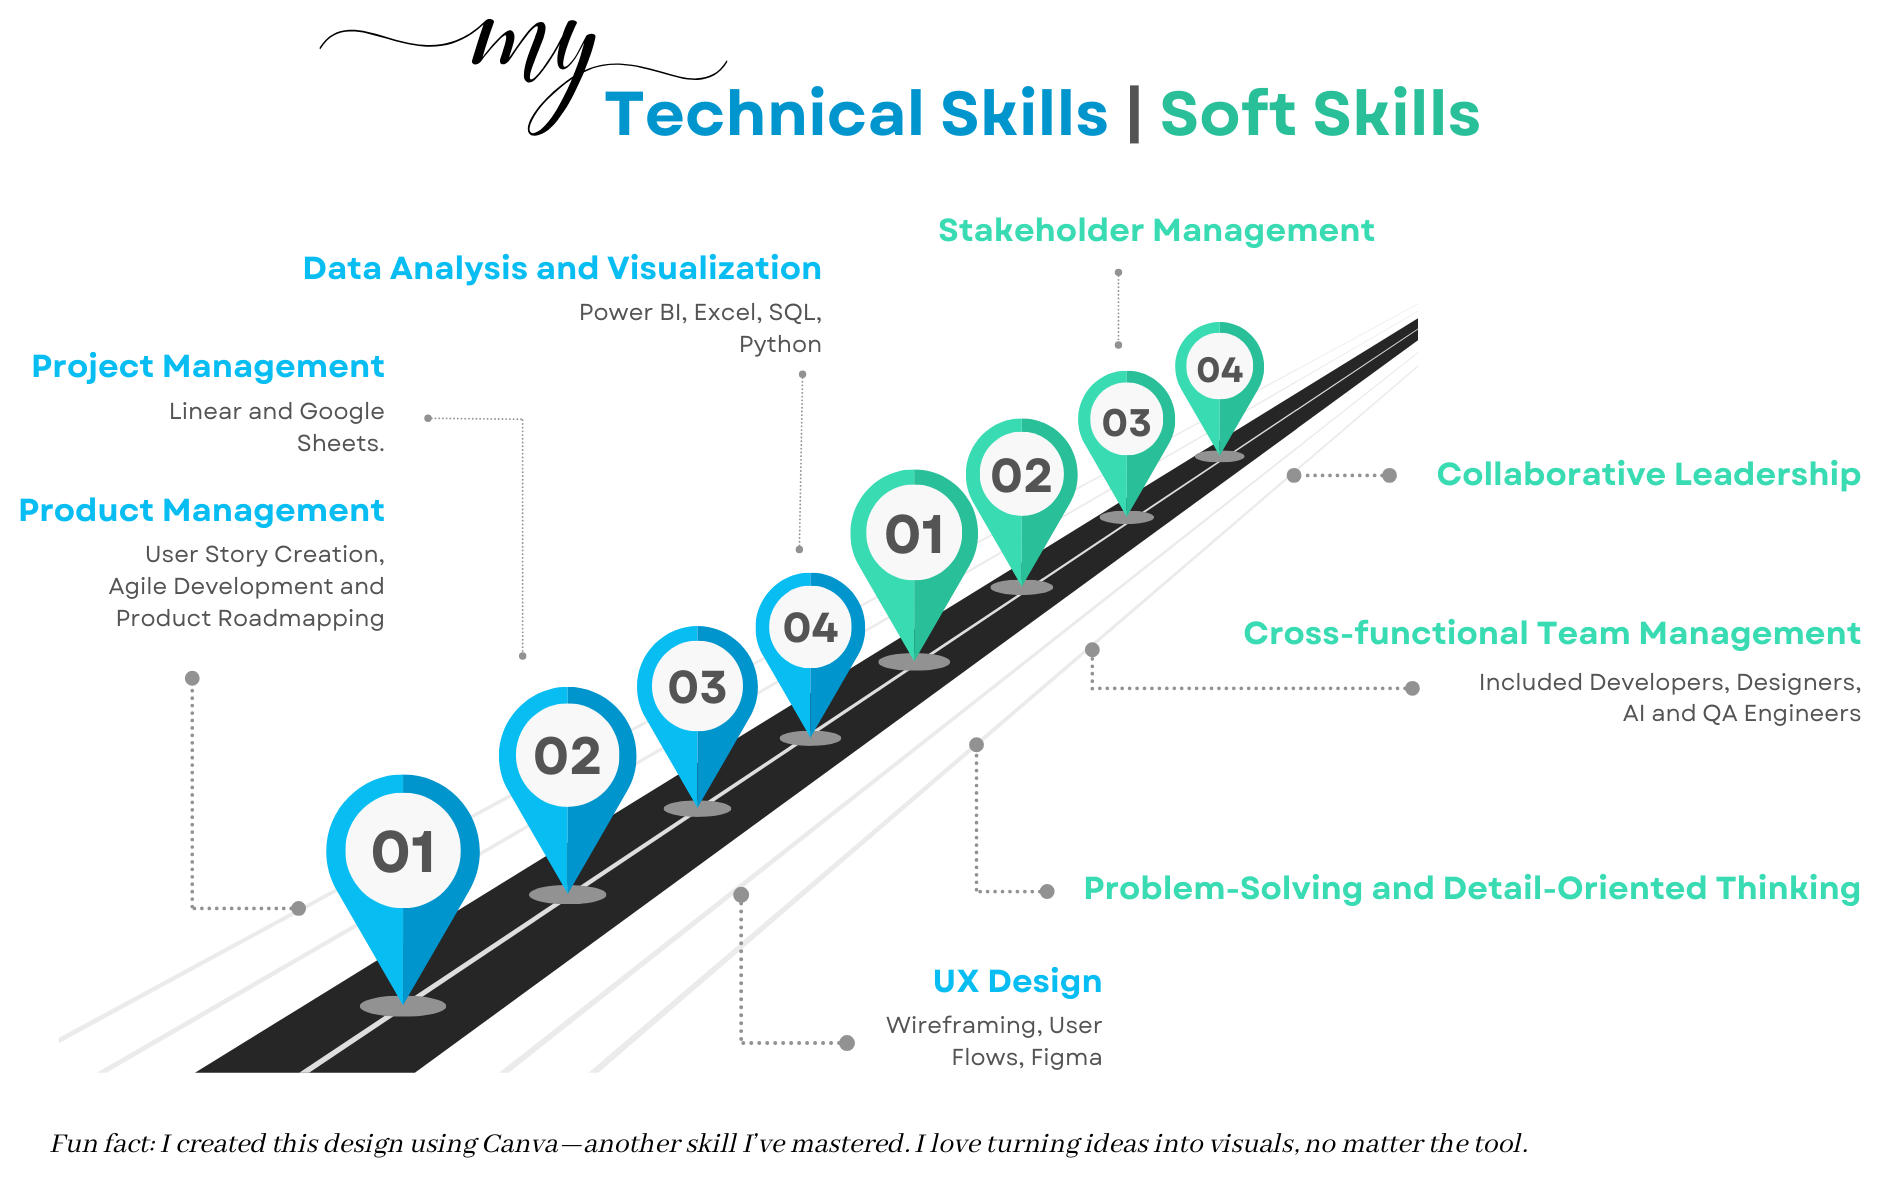 my
Technical Skills | Soft Skills
Stakeholder Management
Data Analysis and Visualization
Power BI, Excel, SQL,
Python
Project Management
Linear and Google
Sheets.
Product Management
User Story Creation,
Agile Development and
Product Roadmapping
04
03
02
01
04
03
02
01
Collaborative Leadership
Cross-functional Team Management
Included Developers, Designers,
AI and QA Engineers
Problem-Solving and Detail-Oriented Thinking
UX Design
Wireframing, User
Flows, Figma
Fun fact: I created this design using Canva—another skill I’ve mastered. I love turning ideas into visuals, no matter the tool.